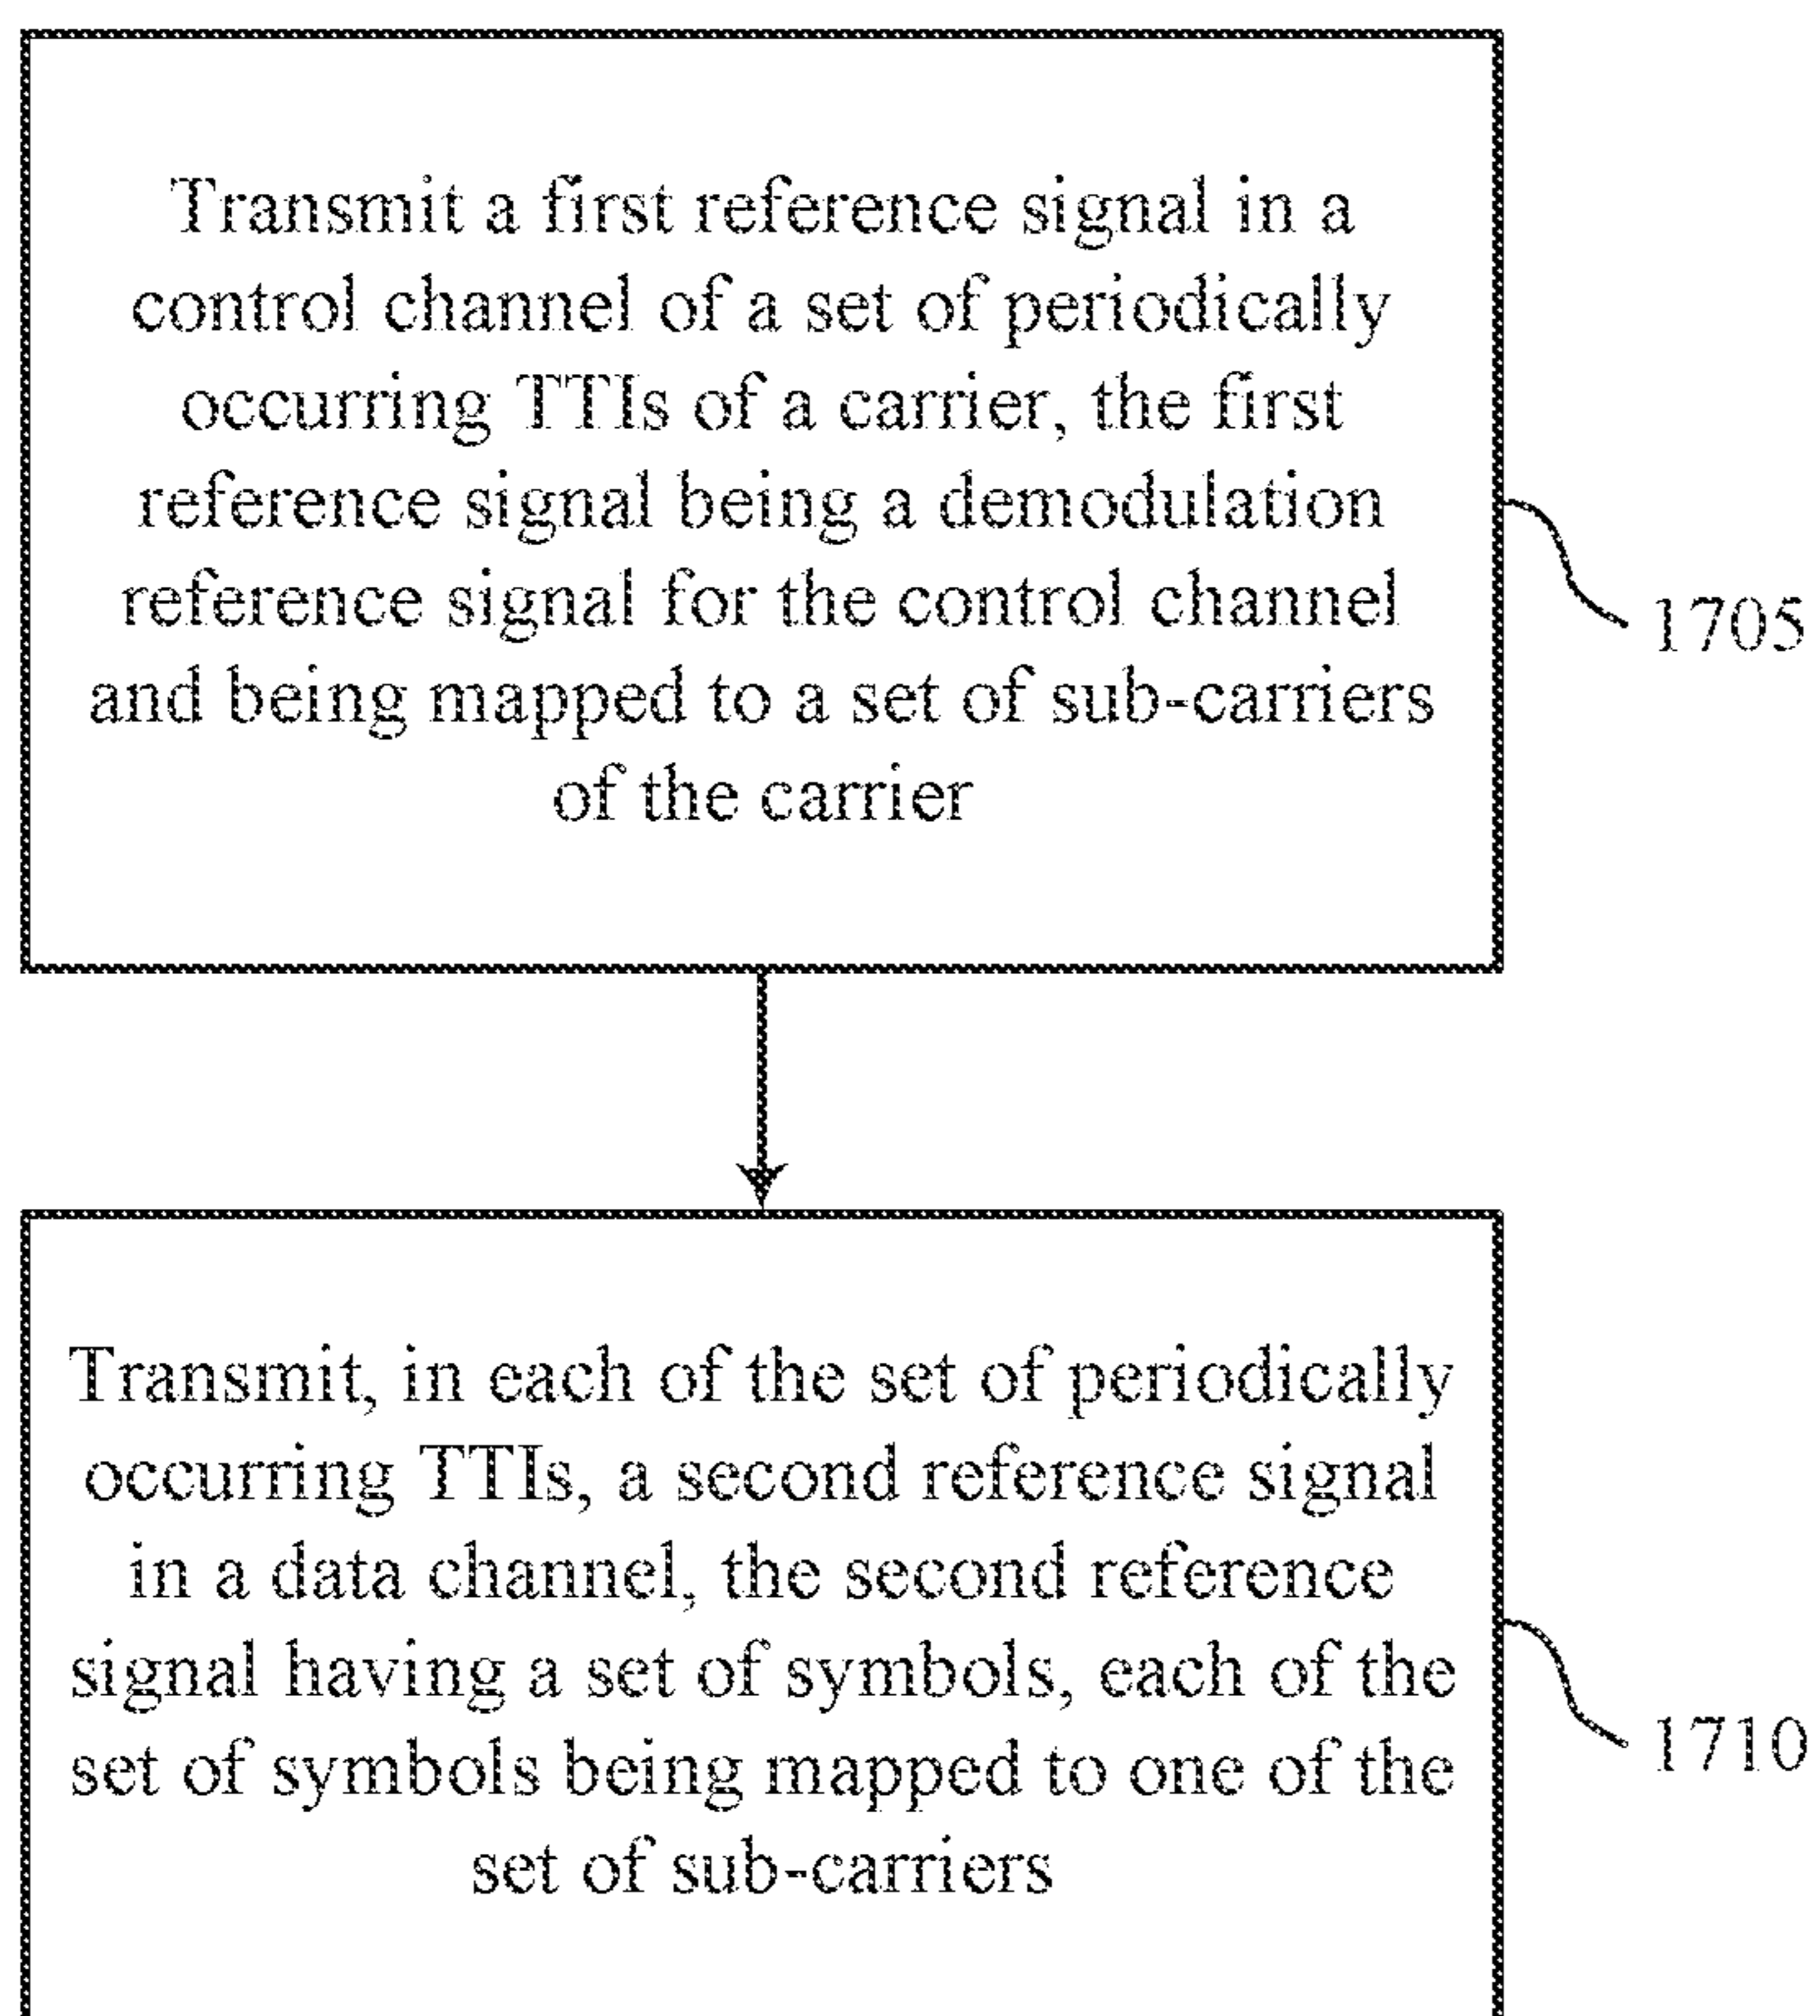 Transmit a first reference signal in a
control channel of a set of periodically
occurring TTIs of a carrier, the first
reference signal being a demodulation
reference signal for the control channel
and being mapped to a set of sub-carriers
of the carrier
1705
Transmit, in each of the set of periodically
occurring TTIs, a second reference signal
in a data channel, the second reference
signal having a set of symbols, each of the
set of symbols being mapped to one of the
set of sub-carriers
1710